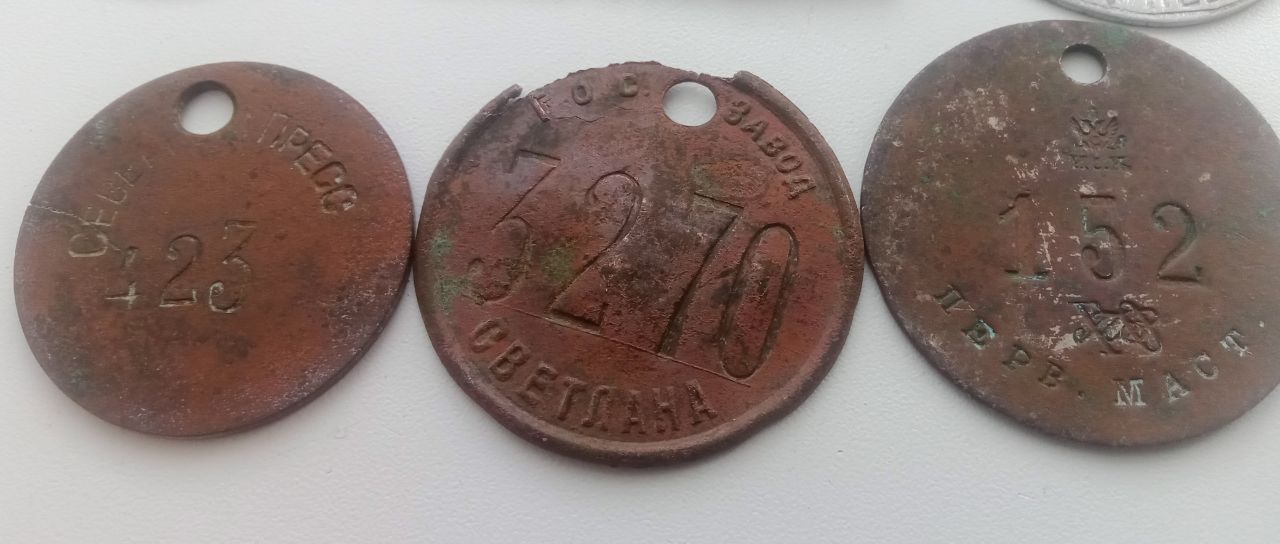 ПРЕСС
423
ГОС. ЗАВОД
3270
СВЕТЛАНА
152
ПЕРВ. МАСТ.